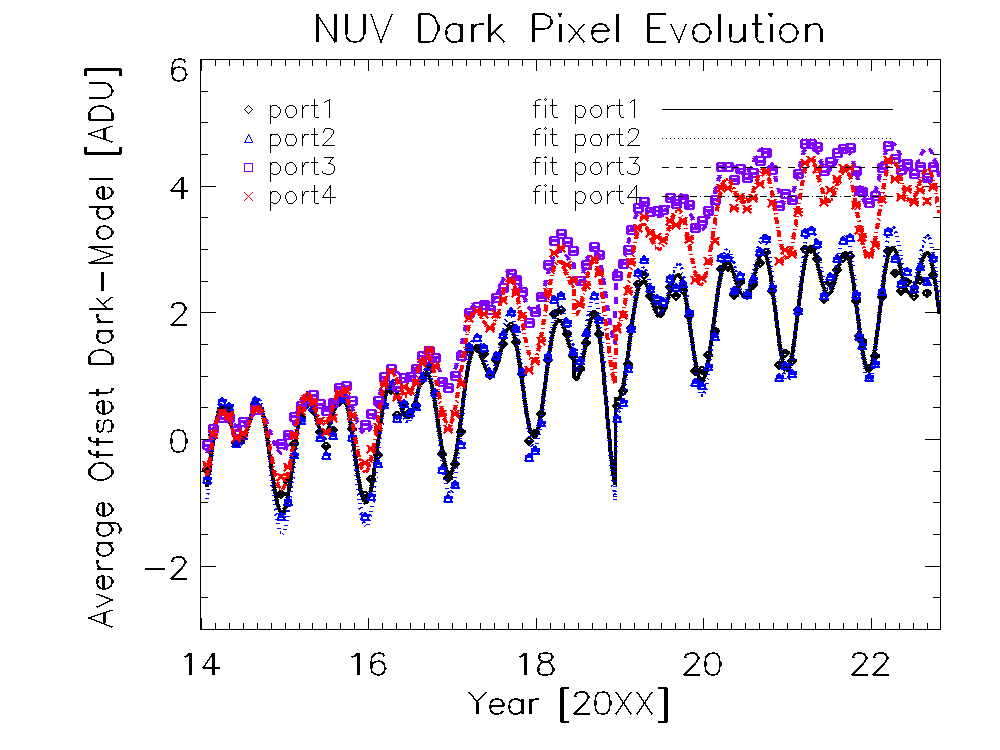 NUV Dark Pixel Evolution
Average Offset Dark-Model [ADU]
6
4
2
0
-2
port1
port2
port3
port4
fit port1
fit port2
fit port3
fit port4
14 16 18 20 22
Year [20XX]